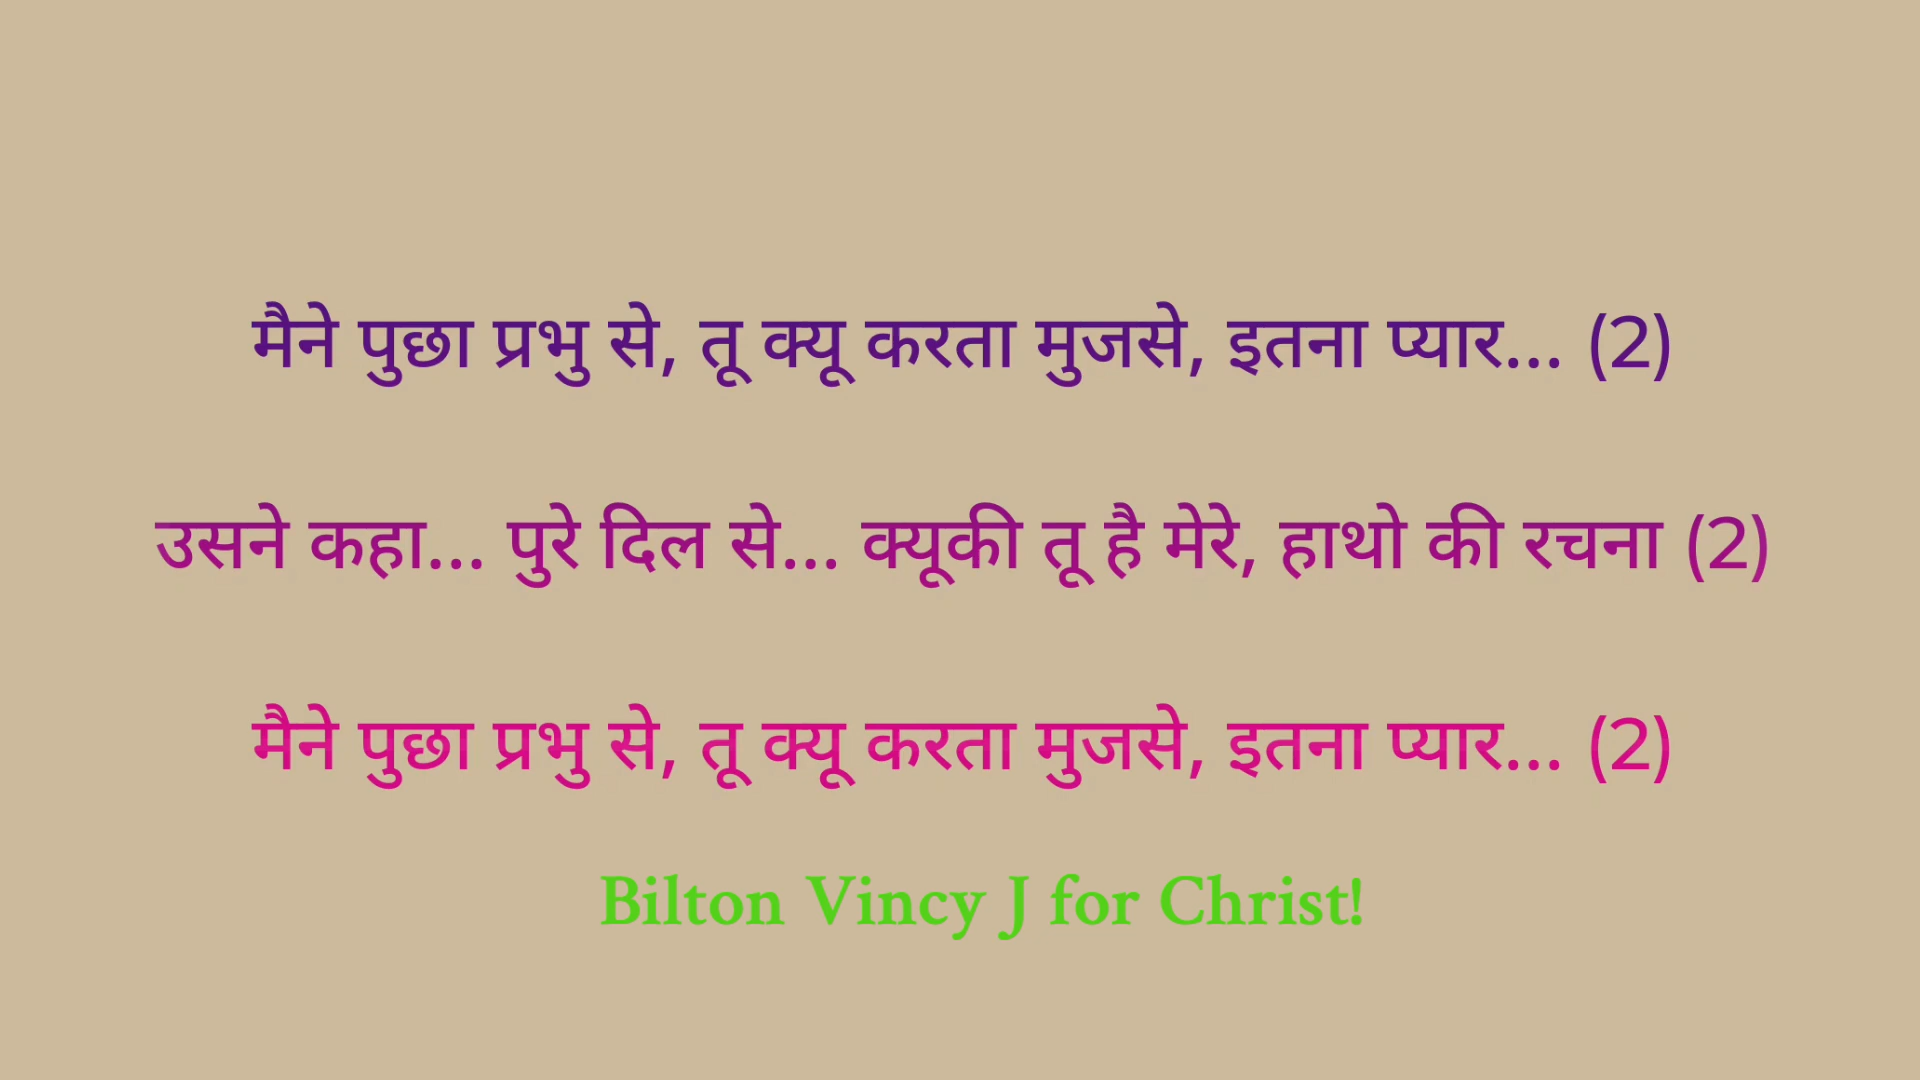 मैने पुछा प्रभु से, तू क्यू करता मुजसे, इतना प्यार... (2)
उसने कहा... पुरे दिल से... क्यूकी तू है मेरे, हाथो की रचना (2)
मैने पुछा प्रभु से, तू क्यू करता मुजसे, इतना प्यार... (2)
Bilton Vincy J for Christ!